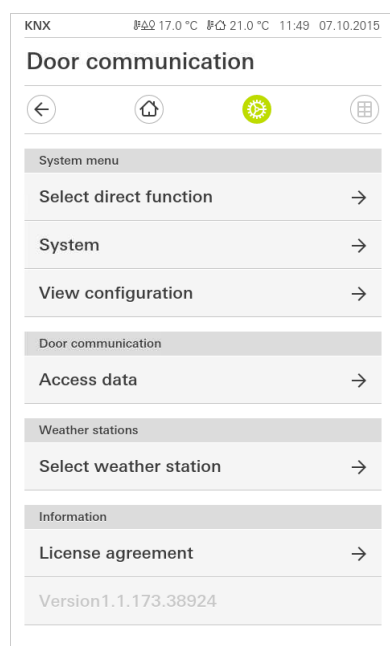 KNX 17.0 °C 21.0 °C 11:49 07.10.2015
Door communication
System menu
Select direct function
System
View configuration
Door communication
Access data
Weather stations
Select weather station
Information
License agreement
Version1.1.173.38924